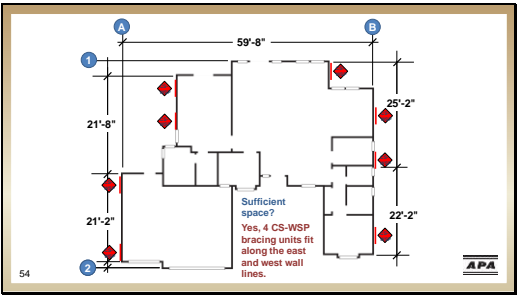 A
B
59'-8"
1
25'-2"
21'-8"
21'-2"
22'-2"
Sufficient
space?
Yes, 4 CS-WSP
bracing units fit
along the east
and west wall
lines.
2
54
APA